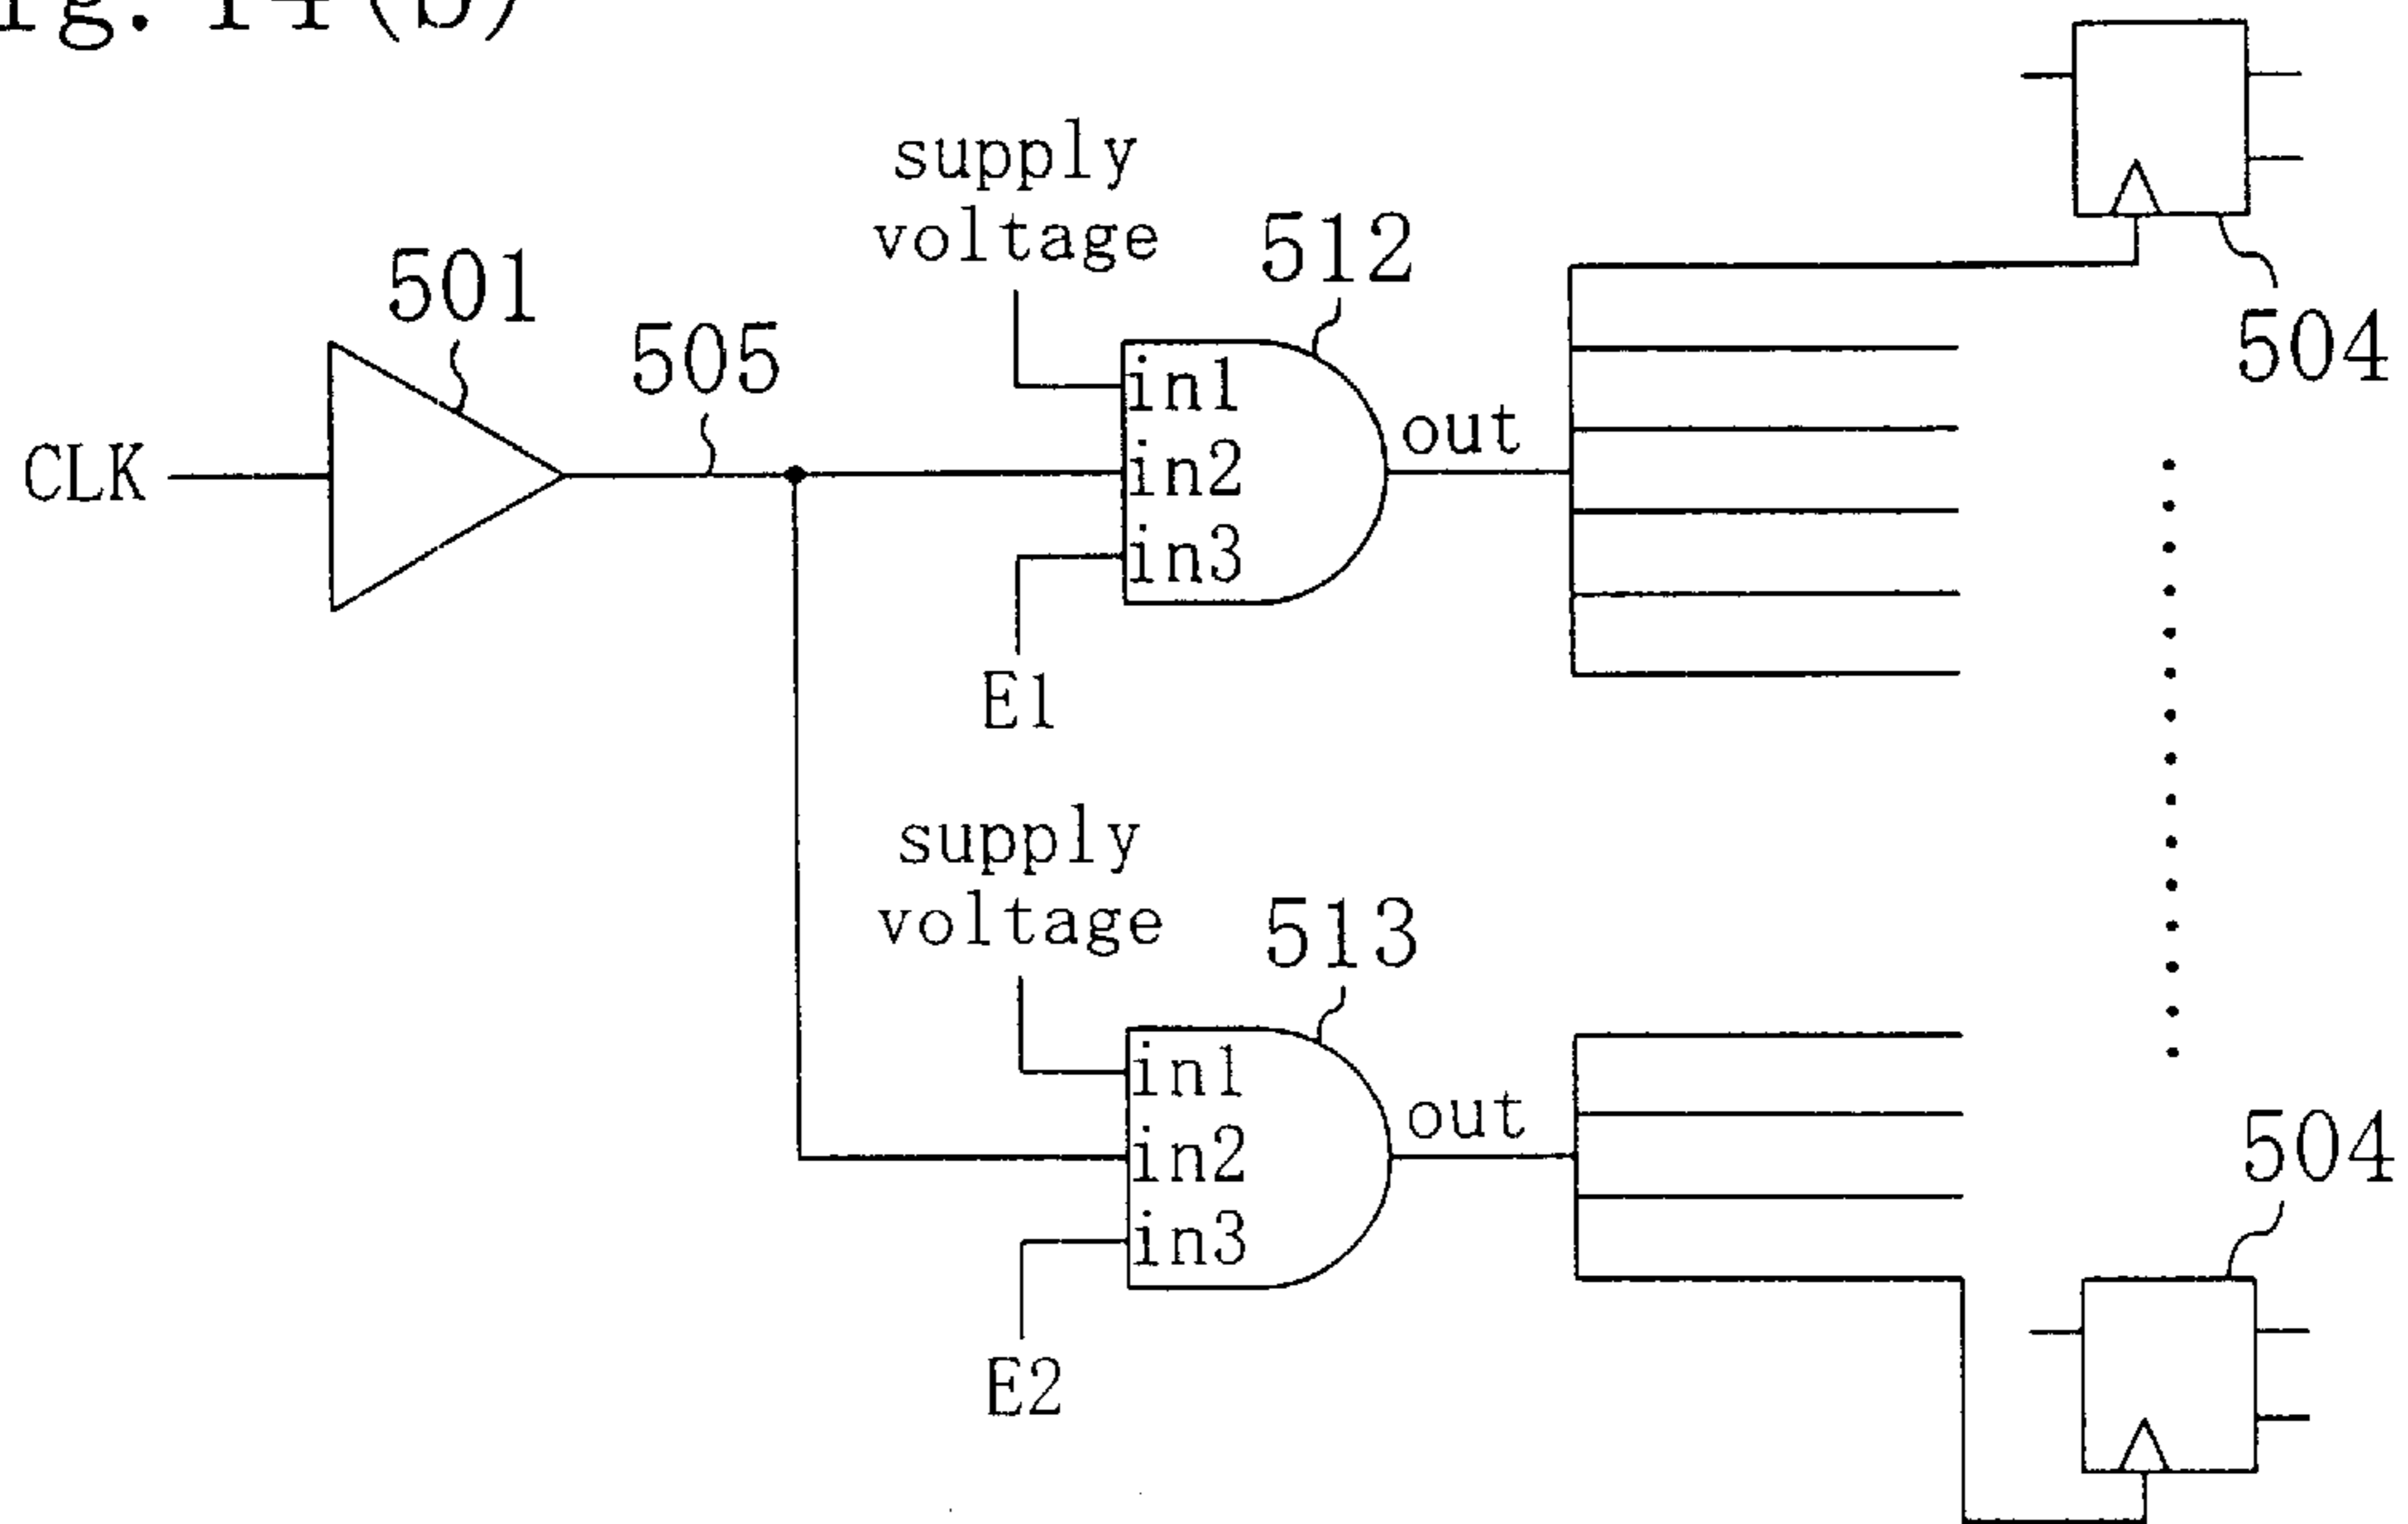 ig. 14(b)
supply
voltage
512
501
505
504
in1
out
CLK
in2
in3
E1
supply
voltage
513
in1
out
504
in2
in3
E2